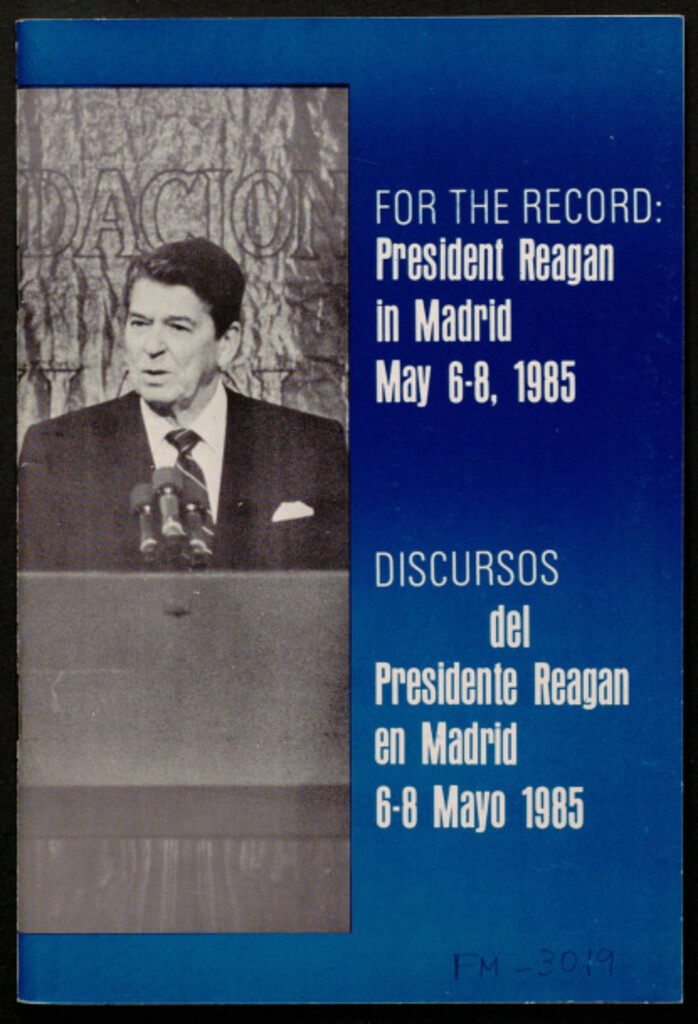 DACION
FOR THE RECORD:
President Reagan
in Madrid
May 6-8, 1985
DISCURSOS
del
Presidente Reagan
en Madrid
6-8 Mayo 1985
FM-3019